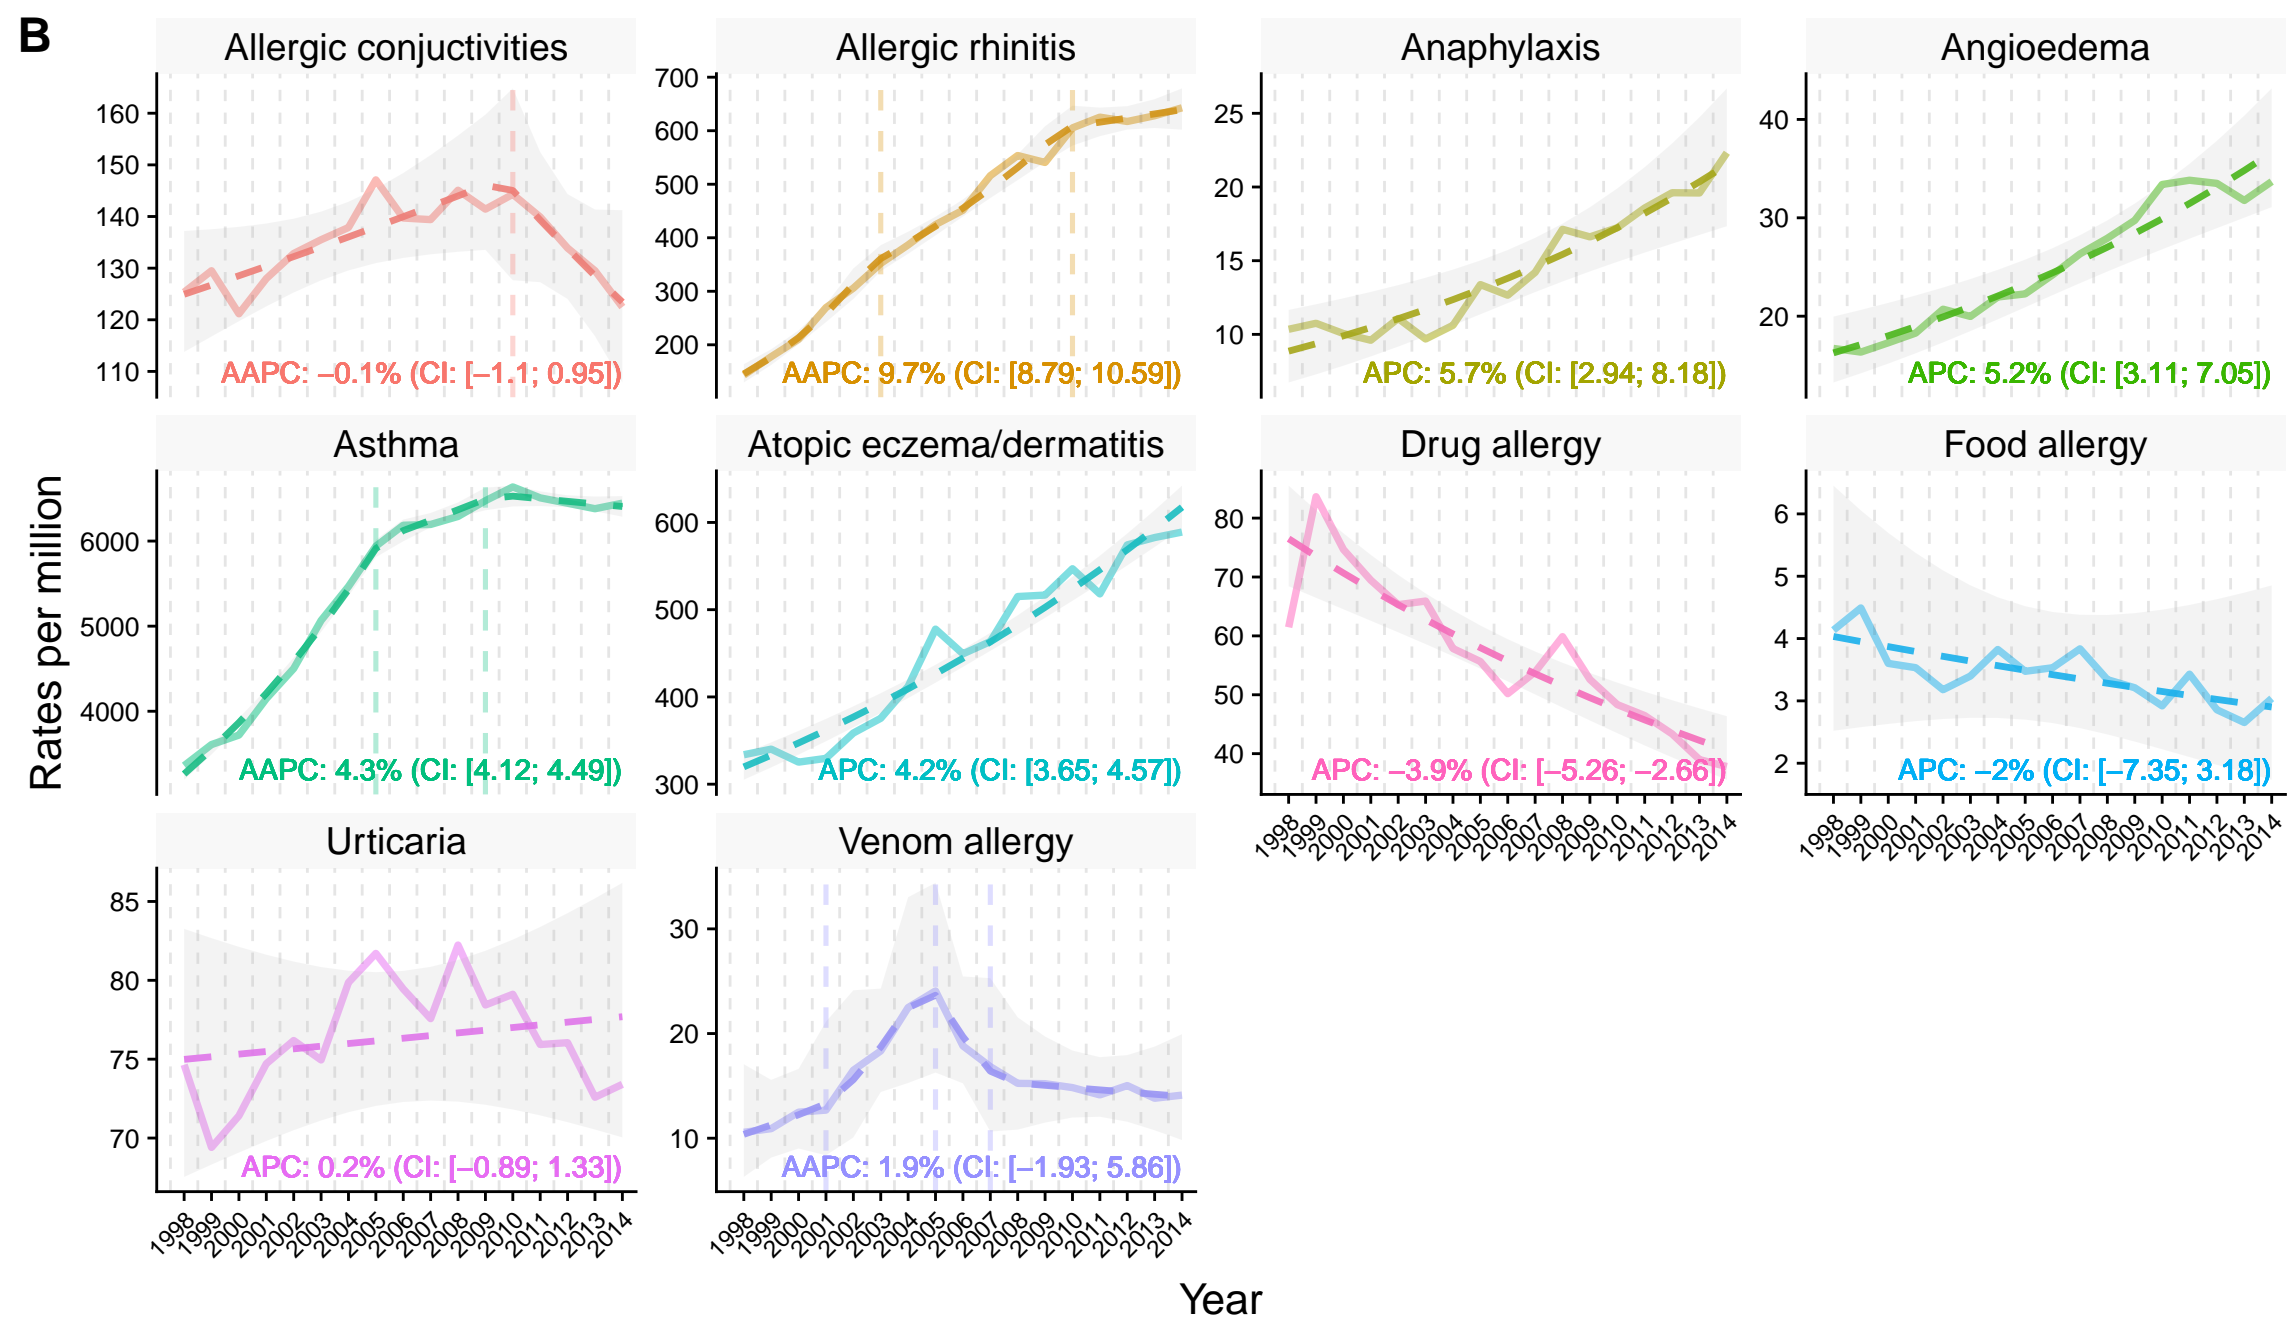 B
Allergic conjuctivities
Allergic rhinitis
Anaphylaxis
Angioedema
160
150
140
130
120
110
AAPC: −0.1% (CI: [−1.1; 0.95])
700
600
500
400
300
200
AAPC: 9.7% (CI: [8.79; 10.59])
25
20
15
10
APC: 5.7% (CI: [2.94; 8.18])
40
30
20
APC: 5.2% (CI: [3.11; 7.05])
Rates per million
Asthma
Atopic eczema/dermatitis
Drug allergy
Food allergy
6000
5000
4000
AAPC: 4.3% (CI: [4.12; 4.49])
600
500
400
300
APC: 4.2% (CI: [3.65; 4.57])
80
70
60
50
40
APC: −3.9% (CI: [−5.26; −2.66])
1998 1999 2000 2001 2002 2003 2004 2005 2006 2007 2008 2009 2010 2011 2012 2013 2014
6
5
4
3
2
APC: −2% (CI: [−7.35; 3.18])
1998 1999 2000 2001 2002 2003 2004 2005 2006 2007 2008 2009 2010 2011 2012 2013 2014
Urticaria
Venom allergy
85
80
75
70
APC: 0.2% (CI: [−0.89; 1.33])
1998 1999 2000 2001 2002 2003 2004 2005 2006 2007 2008 2009 2010 2011 2012 2013 2014
30
20
10
AAPC: 1.9% (CI: [−1.93; 5.86])
1998 1999 2000 2001 2002 2003 2004 2005 2006 2007 2008 2009 2010 2011 2012 2013 2014
Year